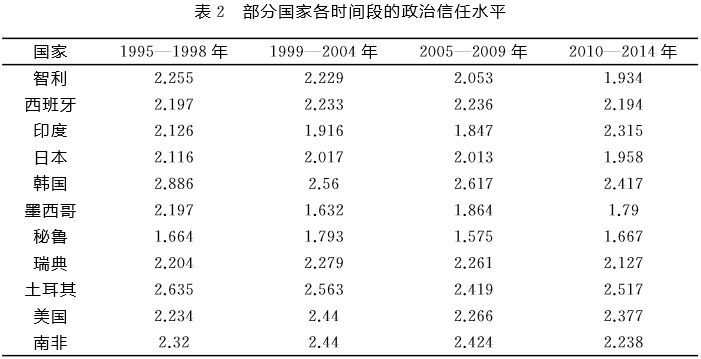 表 2 部分国家各时间段的政治信任水平
国家 1995—1998 年 1999—2004 年 2005—2009 年 2010—2014 年
智利 2.255 2.229 2.053 1.934
西班牙 2.197 2.233 2.236 2.194
印度 2.126 1.916 1.847 2.315
日本 2.116 2.017 2.013 1.958
韩国 2.886 2.56 2.617 2.417
墨西哥 2.197 1.632 1.864 1.79
秘鲁 1.664 1.793 1.575 1.667
瑞典 2.204 2.279 2.261 2.127
土耳其 2.635 2.563 2.419 2.517
美国 2.234 2.44 2.266 2.377
南非 2.32 2.44 2.424 2.238